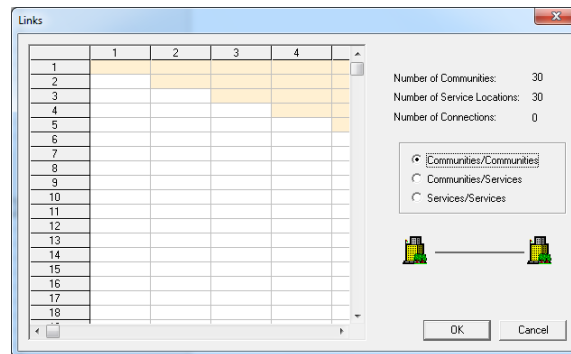 Links
1 2 3 4
1
2
3
4
5
6
7
8
9
10
11
12
13
14
15
16
17
18
Number of Communities: 30
Number of Service Locations: 30
Number of Connections: 0
Communities/Communities
Communities/Services
Services/Services
OK Cancel